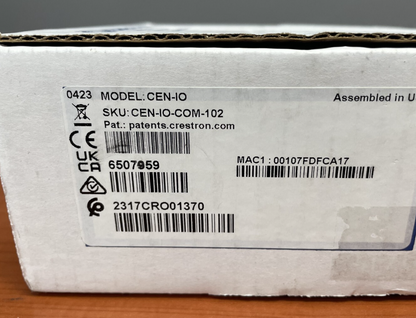 0423 MODEL: CEN-IO
Assembled in U
SKU: CEN-IO-COM-102
Pat.: patents.crestron.com
6507959
MAC1 : 00107FDFCA17
2317CRO01370